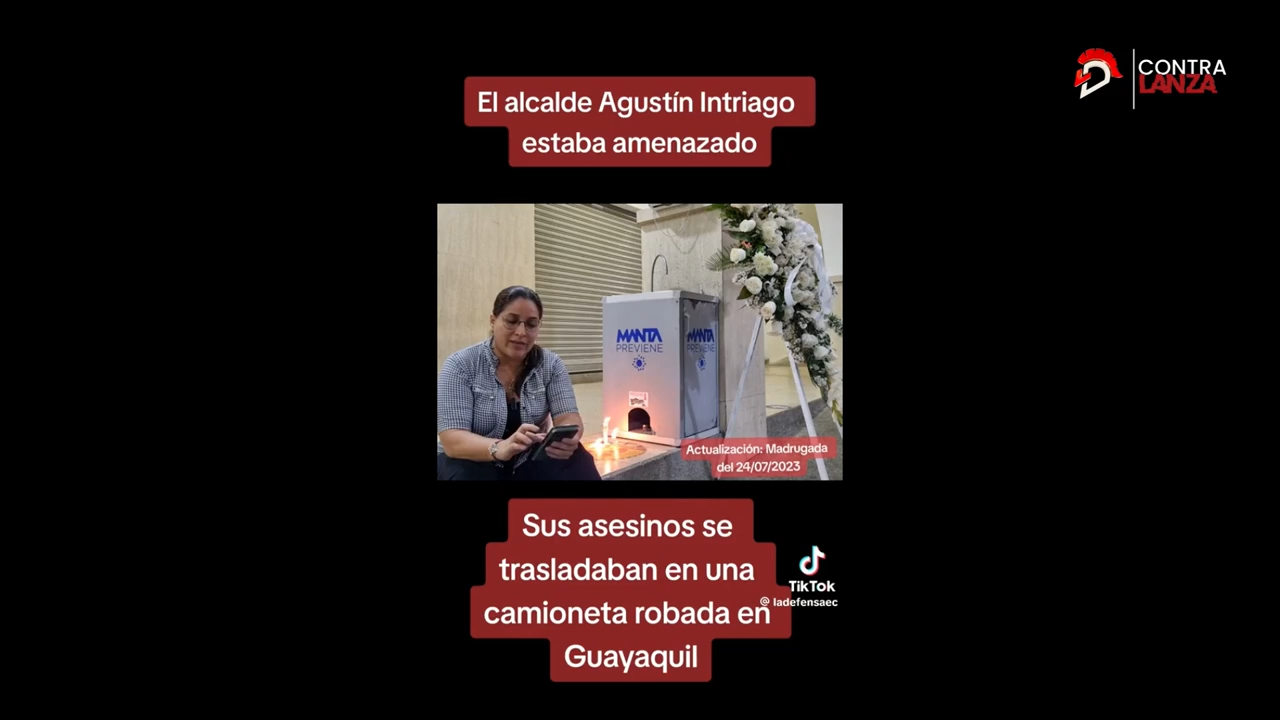 CONTRA
LANZA
El alcalde Agustín Intriago
estaba amenazado
MANTA
PREVIENE
MANTA
PREVIENE
Actualización: Madrugada
del 24/07/2023
Sus asesinos se
trasladaban en una
camioneta robada en
Guayaquil
TikTok
@ ladefensaec